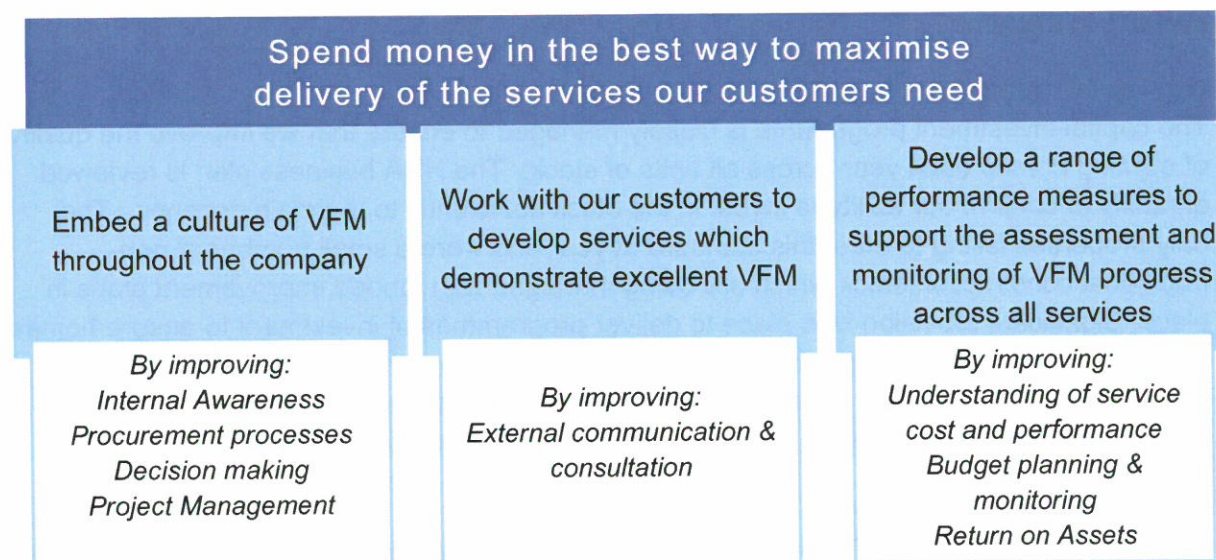 Spend money in the best way to maximise
delivery of the services our customers need
Embed a culture of VFM
throughout the company
By improving:
Internal Awareness
Procurement processes
Decision making
Project Management
Work with our customers to
develop services which
demonstrate excellent VFM
By improving:
External communication &
consultation
Develop a range of
performance measures to
support the assessment and
monitoring of VFM progress
across all services
By improving:
Understanding of service
cost and performance
Budget planning &
monitoring
Return on Assets